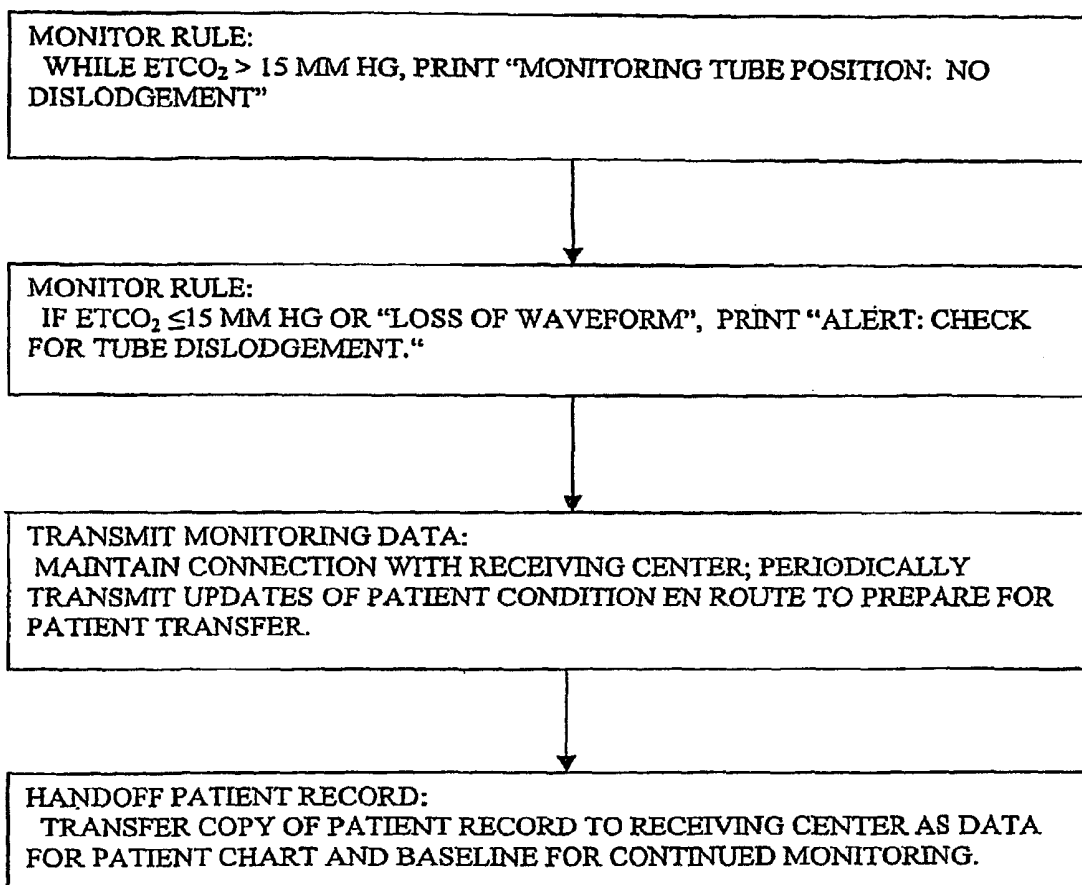 MONITOR RULE:
WHILE ETCO₂ > 15 MM HG, PRINT “MONITORING TUBE POSITION: NO
DISLODGEMENT”
MONITOR RULE:
IF ETCO₂ ≤15 MM HG OR “LOSS OF WAVEFORM”, PRINT “ALERT: CHECK
FOR TUBE DISLODGEMENT.“
TRANSMIT MONITORING DATA:
MAINTAIN CONNECTION WITH RECEIVING CENTER; PERIODICALLY
TRANSMIT UPDATES OF PATIENT CONDITION EN ROUTE TO PREPARE FOR
PATIENT TRANSFER.
HANDOFF PATIENT RECORD:
TRANSFER COPY OF PATIENT RECORD TO RECEIVING CENTER AS DATA
FOR PATIENT CHART AND BASELINE FOR CONTINUED MONITORING.